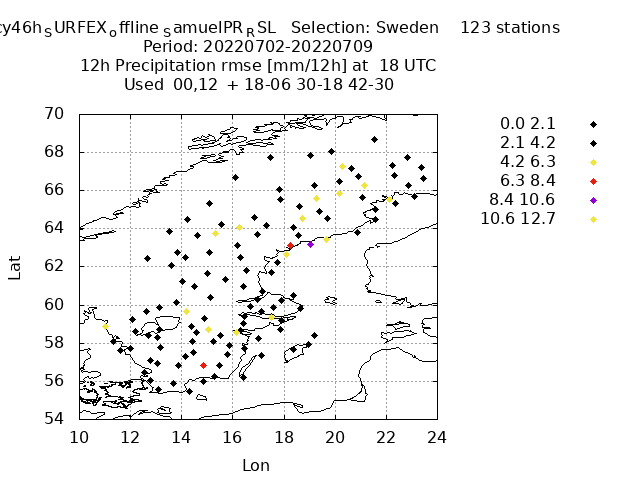 cy46h_SURFEX_offline_SamuelPR_RSL Selection: Sweden 123 stations
Period: 20220702-20220709
12h Precipitation rmse [mm/12h] at 18 UTC
Used 00,12 + 18-06 30-18 42-30
70
68
66
64
62
60
58
56
54
Lat
10 12 14 16 18 20 22 24
Lon
0.0 2.1
2.1 4.2
4.2 6.3
6.3 8.4
8.4 10.6
10.6 12.7